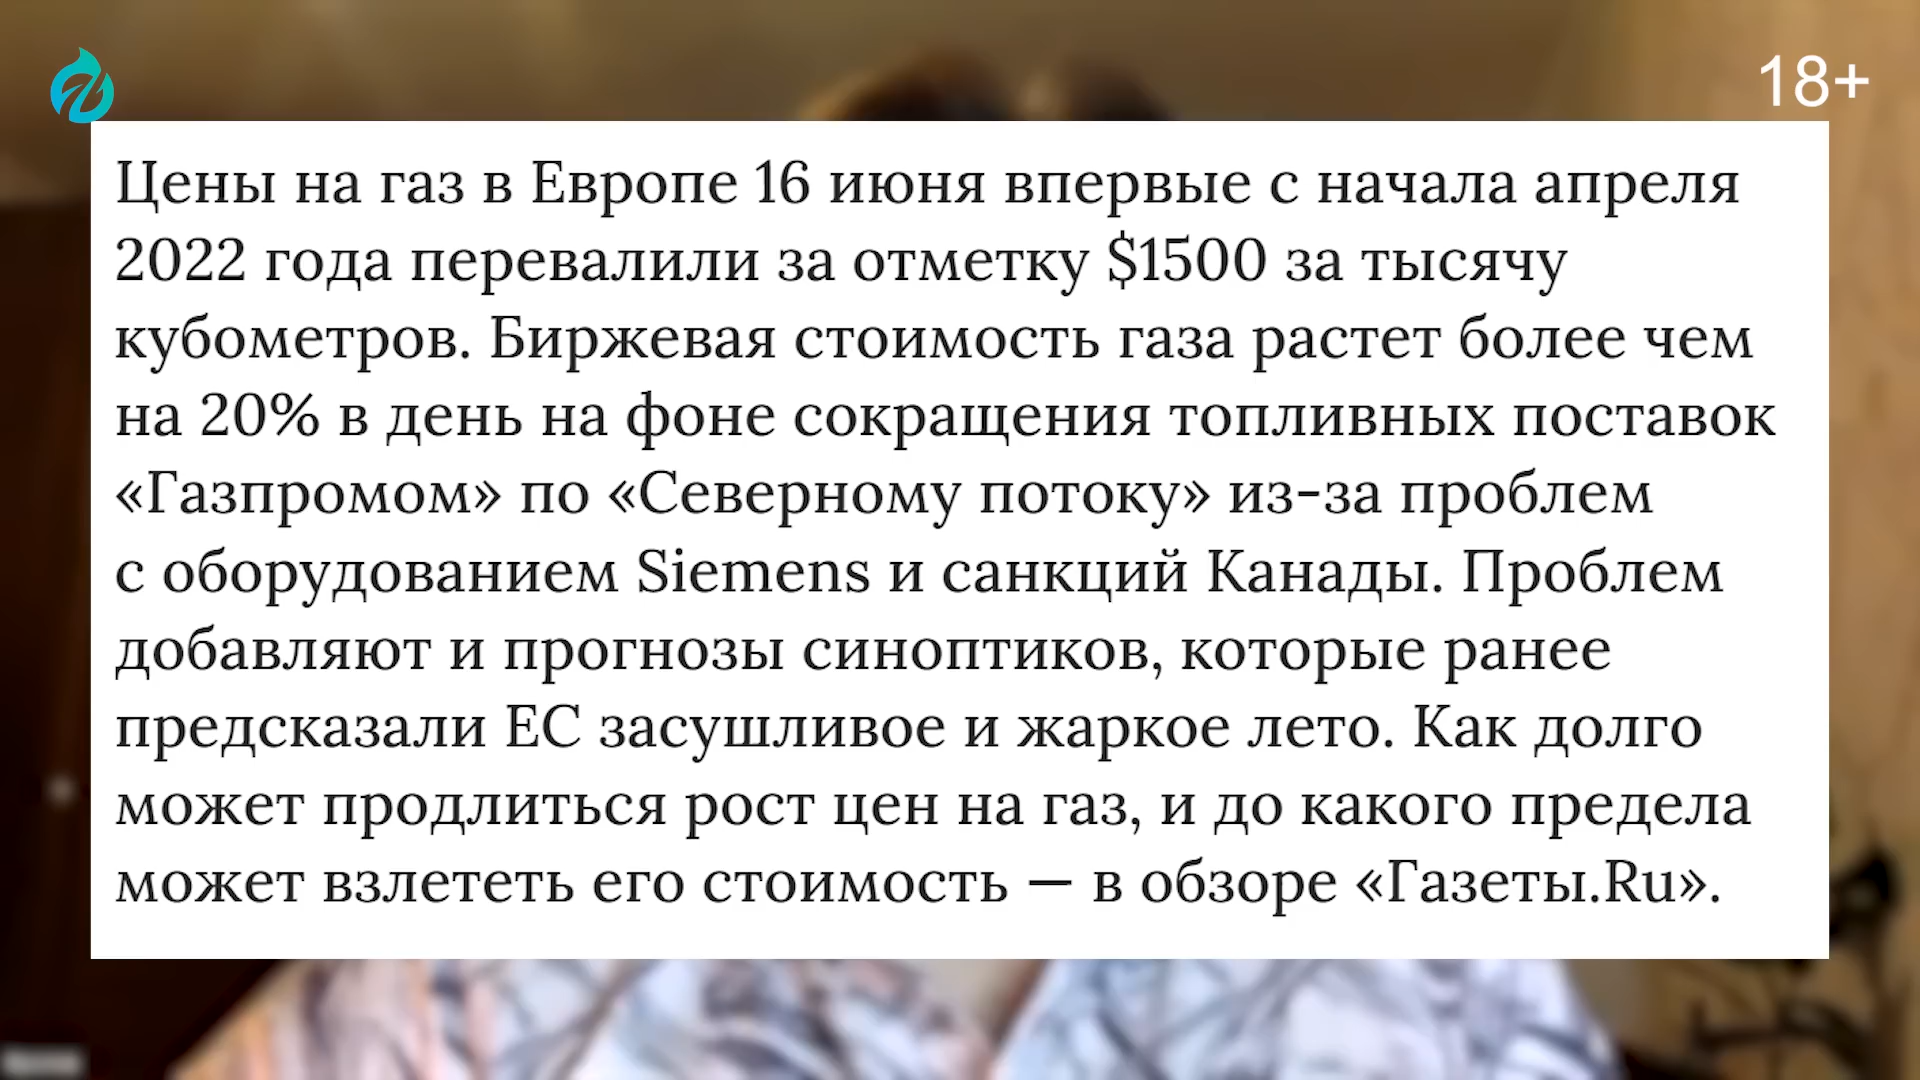 18+
Цены на газ в Европе 16 июня впервые с начала апреля
2022 года перевалили за отметку $1500 за тысячу
кубометров. Биржевая стоимость газа растет более чем
на 20% в день на фоне сокращения топливных поставок
«Газпромом» по «Северному потоку» из-за проблем
с оборудованием Siemens и санкций Канады. Проблем
добавляют и прогнозы синоптиков, которые ранее
предсказали ЕС засушливое и жаркое лето. Как долго
может продлиться рост цен на газ, и до какого предела
может взлететь его стоимость — в обзоре «Газеты.Ru».